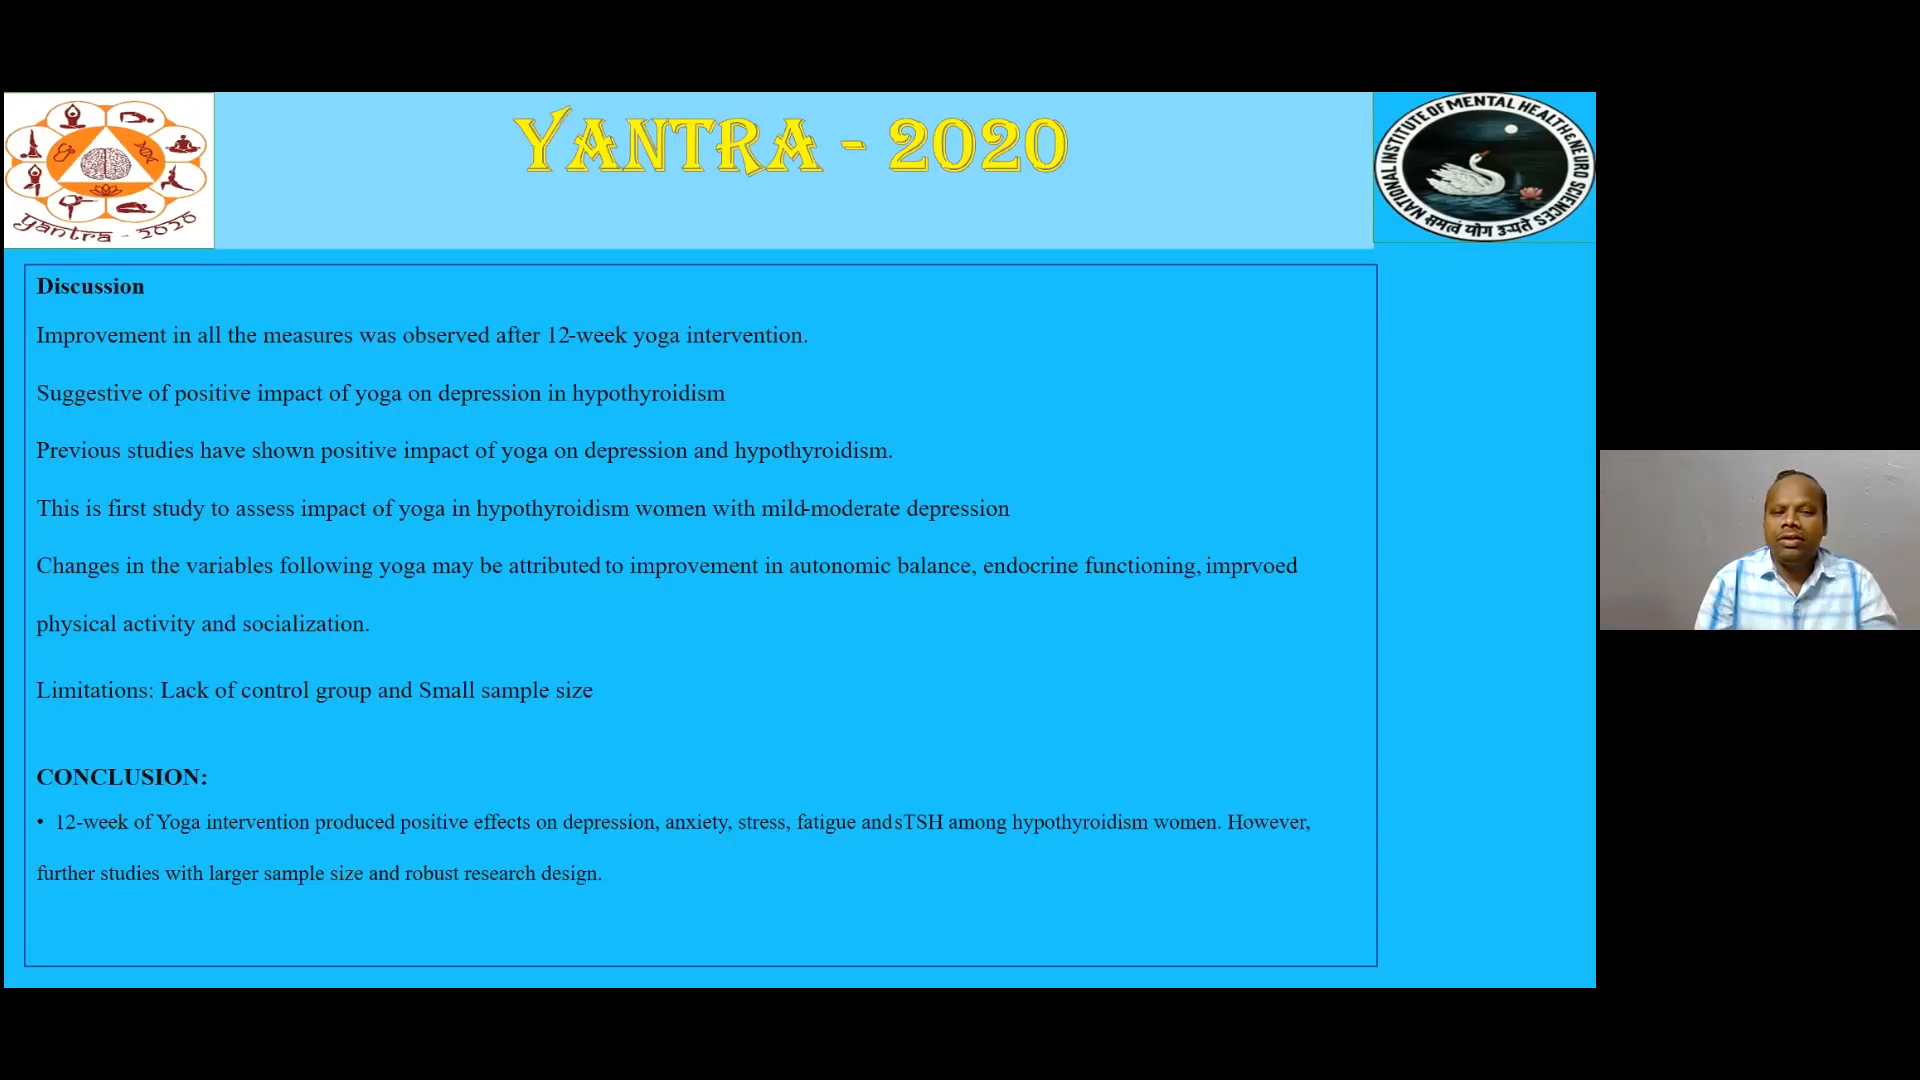 YANTRA - 2020
yantra - 2020
NATIONAL INSTITUTE OF MENTAL HEALTH & NEURO SCIENCES
समत्वं योग उच्यते
Discussion
Improvement in all the measures was observed after 12-week yoga intervention.
Suggestive of positive impact of yoga on depression in hypothyroidism
Previous studies have shown positive impact of yoga on depression and hypothyroidism.
This is first study to assess impact of yoga in hypothyroidism women with mild-moderate depression
Changes in the variables following yoga may be attributed to improvement in autonomic balance, endocrine functioning, imprvoed
physical activity and socialization.
Limitations: Lack of control group and Small sample size
CONCLUSION:
• 12-week of Yoga intervention produced positive effects on depression, anxiety, stress, fatigue and sTSH among hypothyroidism women. However,
further studies with larger sample size and robust research design.